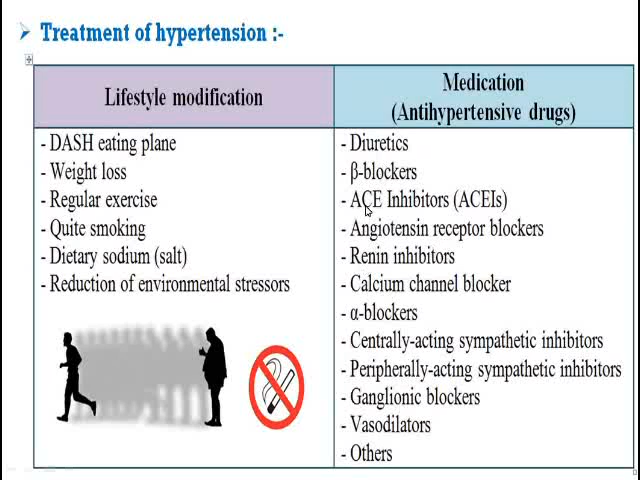 Treatment of hypertension :-
Lifestyle modification
Medication
(Antihypertensive drugs)
- DASH eating plane
- Weight loss
- Regular exercise
- Quite smoking
- Dietary sodium (salt)
- Reduction of environmental stressors
- Diuretics
- β-blockers
- ACE Inhibitors (ACEIs)
- Angiotensin receptor blockers
- Renin inhibitors
- Calcium channel blocker
- α-blockers
- Centrally-acting sympathetic inhibitors
- Peripherally-acting sympathetic inhibitors
- Ganglionic blockers
- Vasodilators
- Others